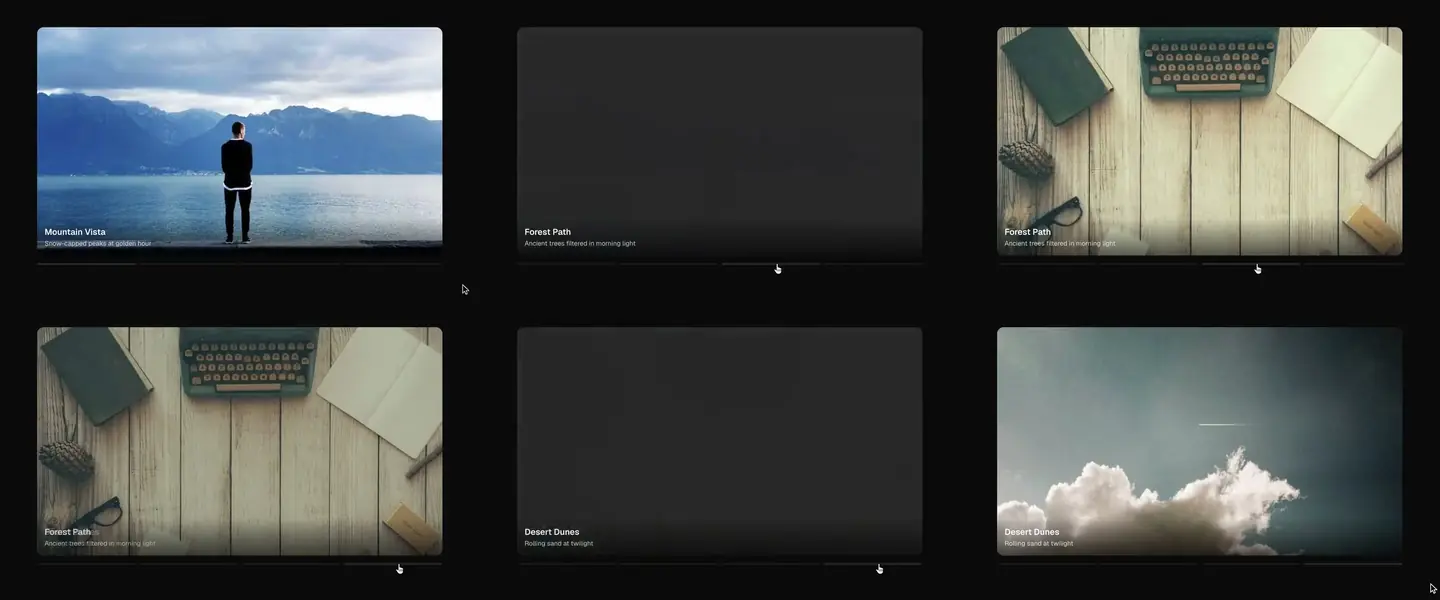 Mountain Vista
Snow-capped peaks at golden hour
Forest Path
Ancient trees filtered in morning light
Forest Path
Ancient trees filtered in morning light
Forest Path
Ancient trees filtered in morning light
Desert Dunes
Rolling sand at twilight
Desert Dunes
Rolling sand at twilight